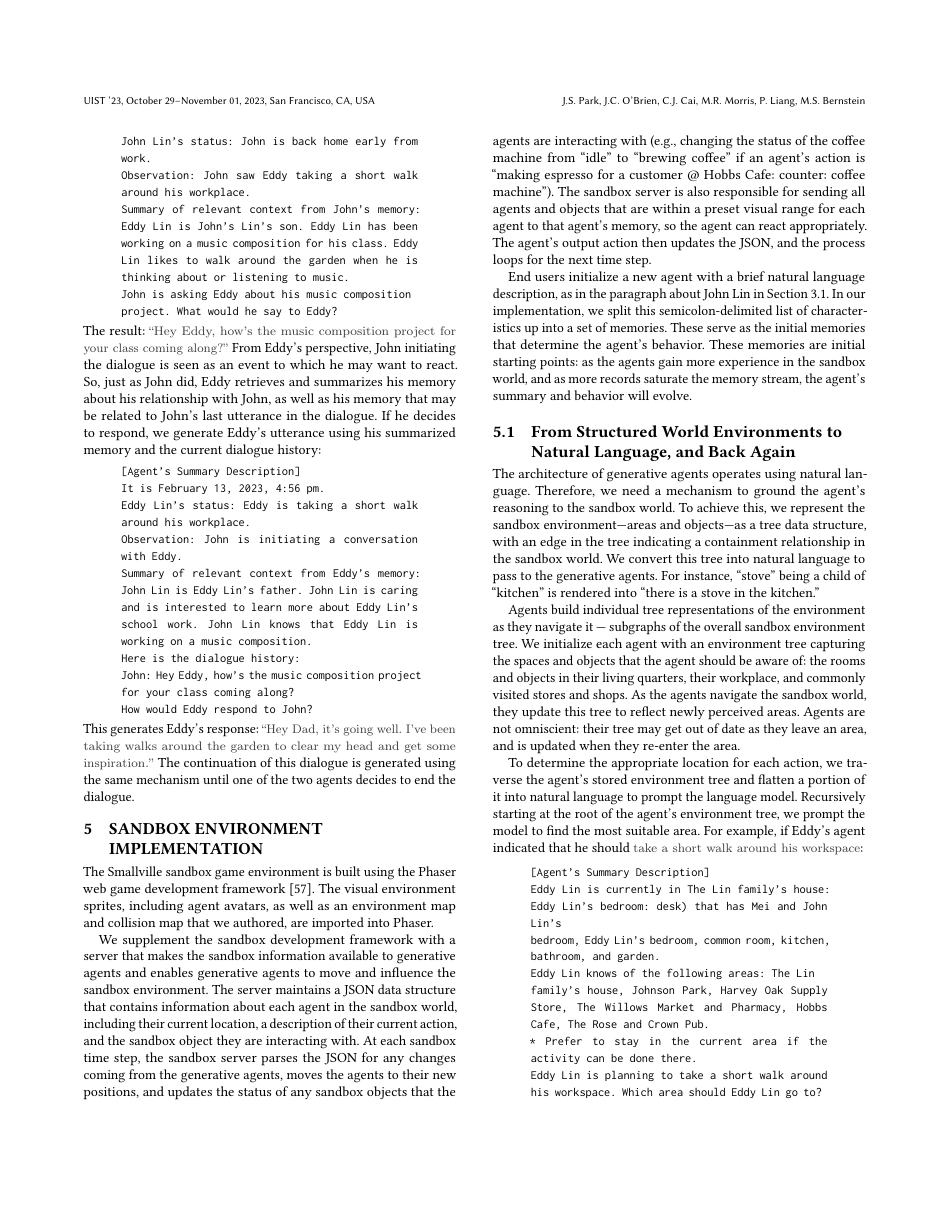 UIST ’23, October 29–November 01, 2023, San Francisco, CA, USA
J.S. Park, J.C. O’Brien, C.J. Cai, M.R. Morris, P. Liang, M.S. Bernstein
John Lin’s status: John is back home early from
work.
Observation: John saw Eddy taking a short walk
around his workplace.
Summary of relevant context from John’s memory:
Eddy Lin is John’s Lin’s son. Eddy Lin has been
working on a music composition for his class. Eddy
Lin likes to walk around the garden when he is
thinking about or listening to music.
John is asking Eddy about his music composition
project. What would he say to Eddy?
The result: “Hey Eddy, how’s the music composition project for
your class coming along?” From Eddy’s perspective, John initiating
the dialogue is seen as an event to which he may want to react.
So, just as John did, Eddy retrieves and summarizes his memory
about his relationship with John, as well as his memory that may
be related to John’s last utterance in the dialogue. If he decides
to respond, we generate Eddy’s utterance using his summarized
memory and the current dialogue history:
[Agent’s Summary Description]
It is February 13, 2023, 4:56 pm.
Eddy Lin’s status: Eddy is taking a short walk
around his workplace.
Observation: John is initiating a conversation
with Eddy.
Summary of relevant context from Eddy’s memory:
John Lin is Eddy Lin’s father. John Lin is caring
and is interested to learn more about Eddy Lin’s
school work. John Lin knows that Eddy Lin is
working on a music composition.
Here is the dialogue history:
John: Hey Eddy, how’s the music composition project
for your class coming along?
How would Eddy respond to John?
This generates Eddy’s response: “Hey Dad, it’s going well. I’ve been
taking walks around the garden to clear my head and get some
inspiration.” The continuation of this dialogue is generated using
the same mechanism until one of the two agents decides to end the
dialogue.
5 SANDBOX ENVIRONMENT
IMPLEMENTATION
The Smallville sandbox game environment is built using the Phaser
web game development framework [57]. The visual environment
sprites, including agent avatars, as well as an environment map
and collision map that we authored, are imported into Phaser.
We supplement the sandbox development framework with a
server that makes the sandbox information available to generative
agents and enables generative agents to move and influence the
sandbox environment. The server maintains a JSON data structure
that contains information about each agent in the sandbox world,
including their current location, a description of their current action,
and the sandbox object they are interacting with. At each sandbox
time step, the sandbox server parses the JSON for any changes
coming from the generative agents, moves the agents to their new
positions, and updates the status of any sandbox objects that the
agents are interacting with (e.g., changing the status of the coffee
machine from “idle” to “brewing coffee” if an agent’s action is
“making espresso for a customer @ Hobbs Cafe: counter: coffee
machine”). The sandbox server is also responsible for sending all
agents and objects that are within a preset visual range for each
agent to that agent’s memory, so the agent can react appropriately.
The agent’s output action then updates the JSON, and the process
loops for the next time step.
End users initialize a new agent with a brief natural language
description, as in the paragraph about John Lin in Section 3.1. In our
implementation, we split this semicolon-delimited list of character-
istics up into a set of memories. These serve as the initial memories
that determine the agent’s behavior. These memories are initial
starting points: as the agents gain more experience in the sandbox
world, and as more records saturate the memory stream, the agent’s
summary and behavior will evolve.
5.1 From Structured World Environments to
Natural Language, and Back Again
The architecture of generative agents operates using natural lan-
guage. Therefore, we need a mechanism to ground the agent’s
reasoning to the sandbox world. To achieve this, we represent the
sandbox environment—areas and objects—as a tree data structure,
with an edge in the tree indicating a containment relationship in
the sandbox world. We convert this tree into natural language to
pass to the generative agents. For instance, “stove” being a child of
“kitchen” is rendered into “there is a stove in the kitchen.”
Agents build individual tree representations of the environment
as they navigate it — subgraphs of the overall sandbox environment
tree. We initialize each agent with an environment tree capturing
the spaces and objects that the agent should be aware of: the rooms
and objects in their living quarters, their workplace, and commonly
visited stores and shops. As the agents navigate the sandbox world,
they update this tree to reflect newly perceived areas. Agents are
not omniscient: their tree may get out of date as they leave an area,
and is updated when they re-enter the area.
To determine the appropriate location for each action, we tra-
verse the agent’s stored environment tree and flatten a portion of
it into natural language to prompt the language model. Recursively
starting at the root of the agent’s environment tree, we prompt the
model to find the most suitable area. For example, if Eddy’s agent
indicated that he should take a short walk around his workspace:
[Agent’s Summary Description]
Eddy Lin is currently in The Lin family’s house:
Eddy Lin’s bedroom: desk) that has Mei and John
Lin’s
bedroom, Eddy Lin’s bedroom, common room, kitchen,
bathroom, and garden.
Eddy Lin knows of the following areas: The Lin
family’s house, Johnson Park, Harvey Oak Supply
Store, The Willows Market and Pharmacy, Hobbs
Cafe, The Rose and Crown Pub.
* Prefer to stay in the current area if the
activity can be done there.
Eddy Lin is planning to take a short walk around
his workspace. Which area should Eddy Lin go to?